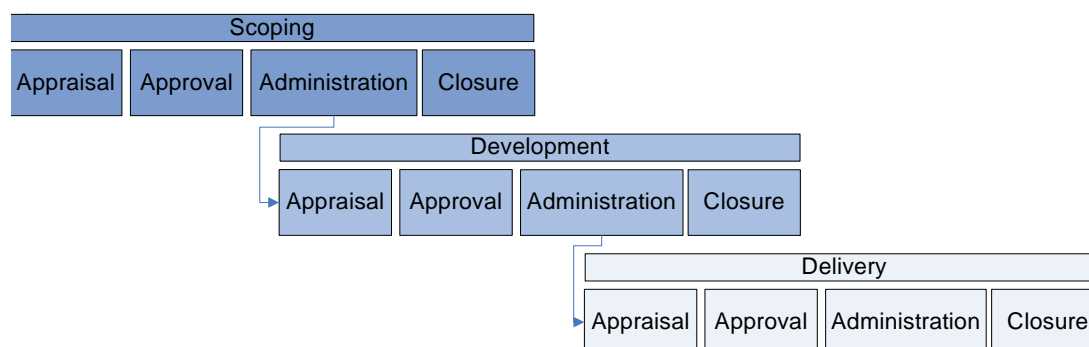 Scoping
Appraisal Approval Administration Closure
Development
Appraisal Approval Administration Closure
Delivery
Appraisal Approval Administration Closure